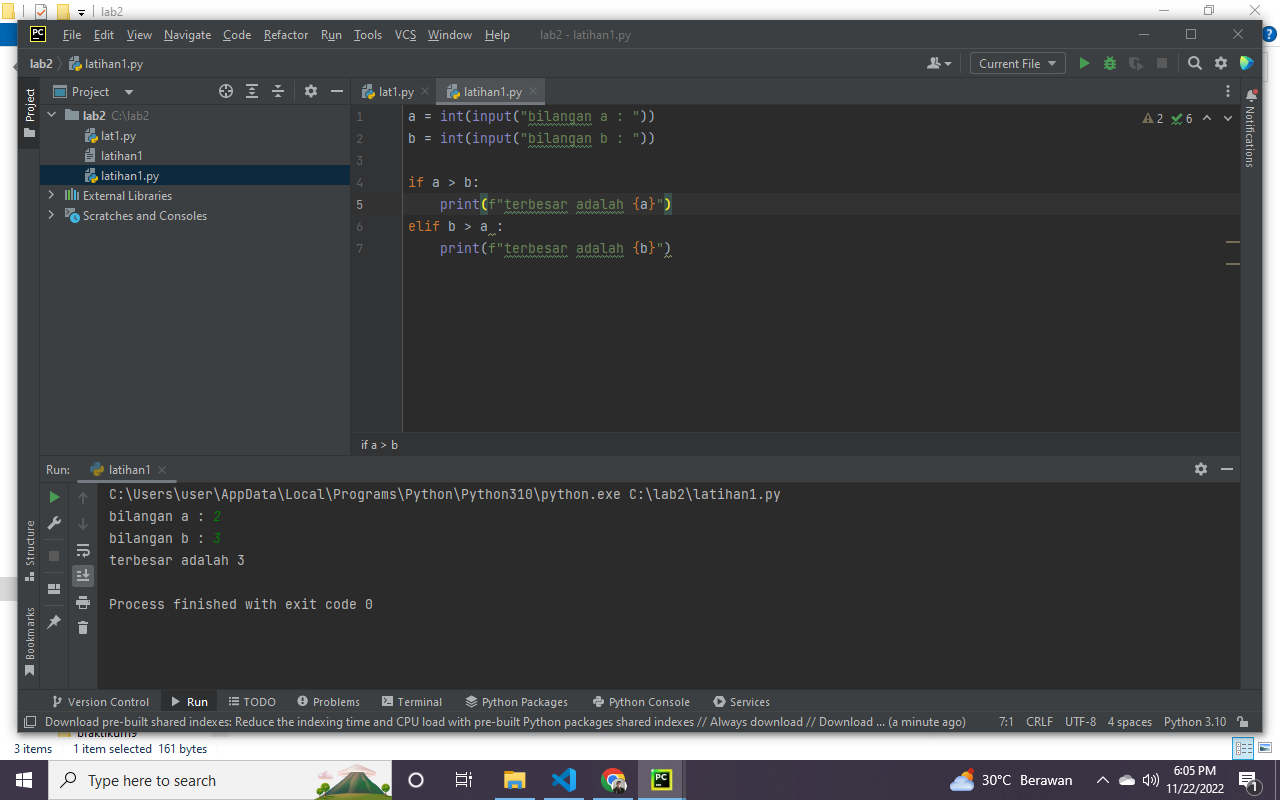 lab2
File Edit View Navigate Code Refactor Run Tools VCS Window Help lab2 - latihan1.py
lab2 latihan1.py Current File
Project
Project
lat1.py latihan1.py
lab2 C:\lab2
lat1.py
latihan1
latihan1.py
External Libraries
Scratches and Consoles
1 a = int(input("bilangan a : "))
2 b = int(input("bilangan b : "))
3
4 if a > b:
5 print(f"terbesar adalah {a}")
6 elif b > a :
7 print(f"terbesar adalah {b}")
2 6
Notifications
if a > b
Run: latihan1
C:\Users\user\AppData\Local\Programs\Python\Python310\python.exe C:\lab2\latihan1.py
bilangan a : 2
bilangan b : 3
terbesar adalah 3
Process finished with exit code 0
Structure
Bookmarks
Version Control Run TODO Problems Terminal Python Packages Python Console Services
Download pre-built shared indexes: Reduce the indexing time and CPU load with pre-built Python packages shared indexes // Always download // Download ... (a minute ago) 7:1 CRLF UTF-8 4 spaces Python 3.10
praktikum9
3 items 1 item selected 161 bytes
Type here to search
30°C Berawan
6:05 PM
11/22/2022
1